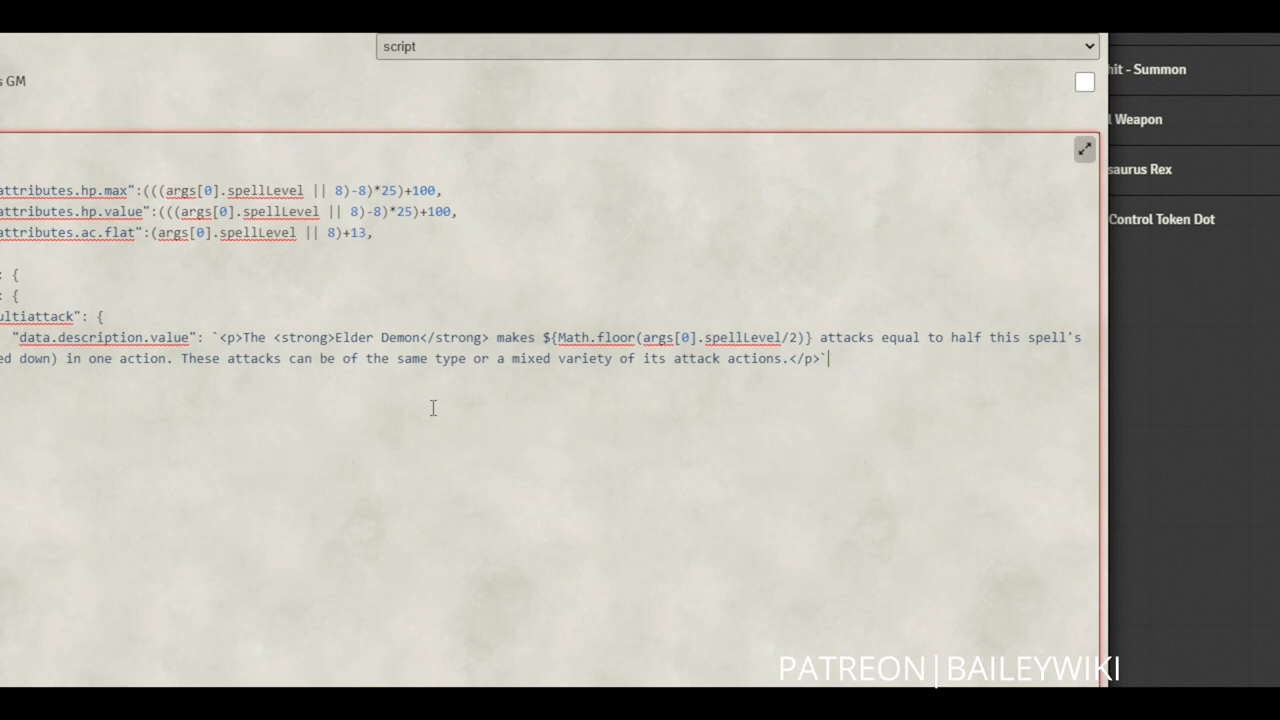 script
s GM
hit - Summon
l Weapon
saurus Rex
Control Token Dot
attributes.hp.max":(((args[0].spellLevel || 8)-8)*25)+100,
attributes.hp.value":(((args[0].spellLevel || 8)-8)*25)+100,
attributes.ac.flat":(args[0].spellLevel || 8)+13,
: {
: {
ultiattack": {
"data.description.value": `<p>The <strong>Elder Demon</strong> makes ${Math.floor(args[0].spellLevel/2)} attacks equal to half this spell's
ed down) in one action. These attacks can be of the same type or a mixed variety of its attack actions.</p>`
PATREON|BAILEYWIKI